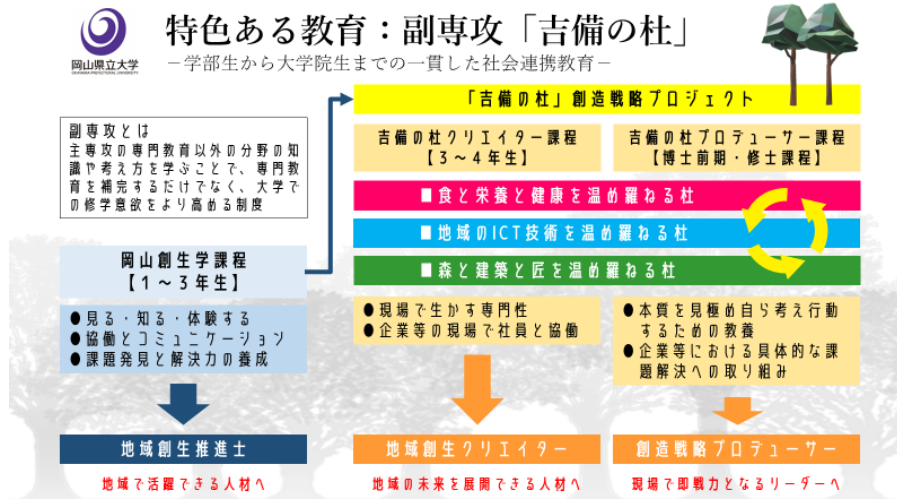 岡山県立大学
OKAYAMA PREFECTURAL UNIVERSITY
特色ある教育：副専攻「吉備の杜」
－学部生から大学院生までの一貫した社会連携教育－
副専攻とは
主専攻の専門教育以外の分野の知
識や考え方を学ぶことで、専門教
育を補完するだけでなく、大学で
の修学意欲をより高める制度
岡山創生学課程
【１～３年生】
●見る・知る・体験する
●協働とコミュニケーション
●課題発見と解決力の養成
地域創生推進士
地域で活躍できる人材へ
「吉備の杜」創造戦略プロジェクト
吉備の杜クリエイター課程
【３～４年生】
吉備の杜プロデューサー課程
【博士前期・修士課程】
■食と栄養と健康を温め羅ねる杜
■地域のICT技術を温め羅ねる杜
■森と建築と匠を温め羅ねる杜
●現場で生かす専門性
●企業等の現場で社員と協働
●本質を見極め自ら考え行動
するための教養
●企業等における具体的な課
題解決への取り組み
地域創生クリエイター
地域の未来を展開できる人材へ
創造戦略プロデューサー
現場で即戦力となるリーダーへ